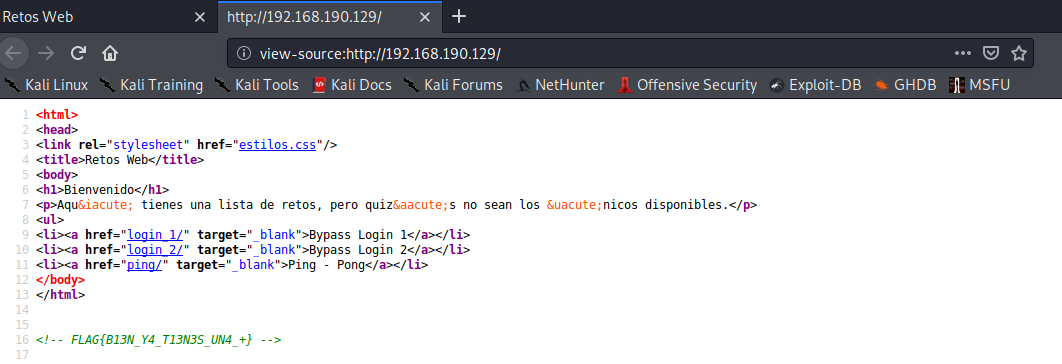 Retos Web
http://192.168.190.129/
view-source:http://192.168.190.129/
Kali Linux Kali Training Kali Tools Kali Docs Kali Forums NetHunter Offensive Security Exploit-DB GHDB MSFU
1 <html>
2 <head>
3 <link rel="stylesheet" href="estilos.css"/>
4 <title>Retos Web</title>
5 <body>
6 <h1>Bienvenido</h1>
7 <p>Aqu&iacute; tienes una lista de retos, pero quiz&aacute;s no sean los &uacute;nicos disponibles.</p>
8 <ul>
9 <li><a href="login_1/" target="_blank">Bypass Login 1</a></li>
10 <li><a href="login_2/" target="_blank">Bypass Login 2</a></li>
11 <li><a href="ping/" target="_blank">Ping - Pong</a></li>
12 </body>
13 </html>
14
15
16 <!-- FLAG{B13N_Y4_T13N3S_UN4_+} -->
17